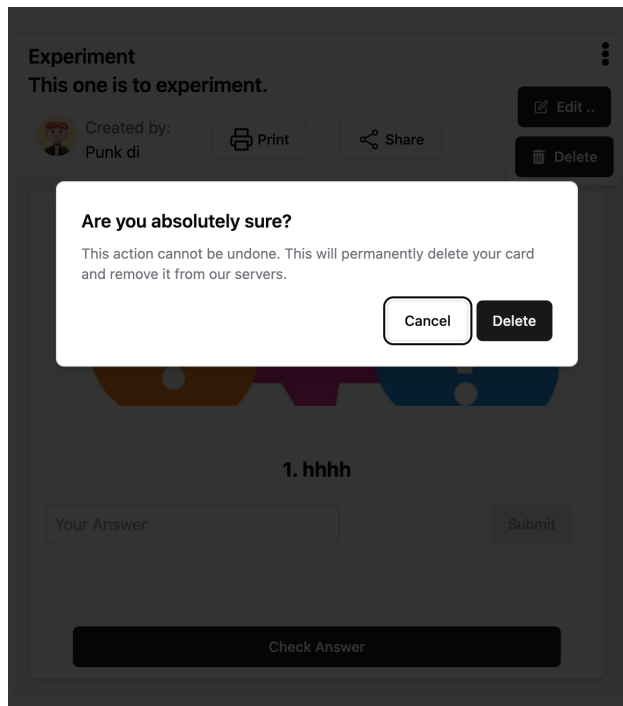 Experiment
This one is to experiment.
Edit ..
Created by:
Punk di
Print
Share
Delete
Are you absolutely sure?
This action cannot be undone. This will permanently delete your card
and remove it from our servers.
Cancel
Delete
1. hhhh
Your Answer
Submit
Check Answer